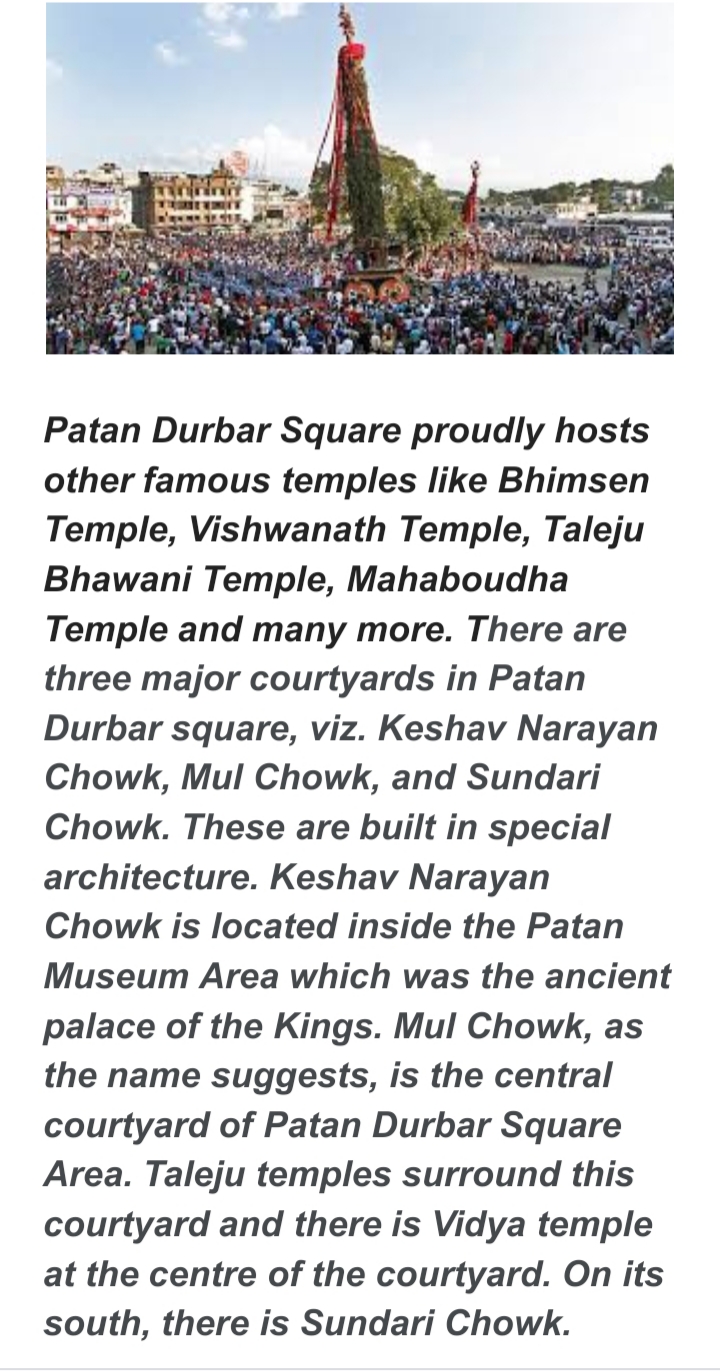 Patan Durbar Square proudly hosts
other famous temples like Bhimsen
Temple, Vishwanath Temple, Taleju
Bhawani Temple, Mahaboudha
Temple and many more. There are
three major courtyards in Patan
Durbar square, viz. Keshav Narayan
Chowk, Mul Chowk, and Sundari
Chowk. These are built in special
architecture. Keshav Narayan
Chowk is located inside the Patan
Museum Area which was the ancient
palace of the Kings. Mul Chowk, as
the name suggests, is the central
courtyard of Patan Durbar Square
Area. Taleju temples surround this
courtyard and there is Vidya temple
at the centre of the courtyard. On its
south, there is Sundari Chowk.